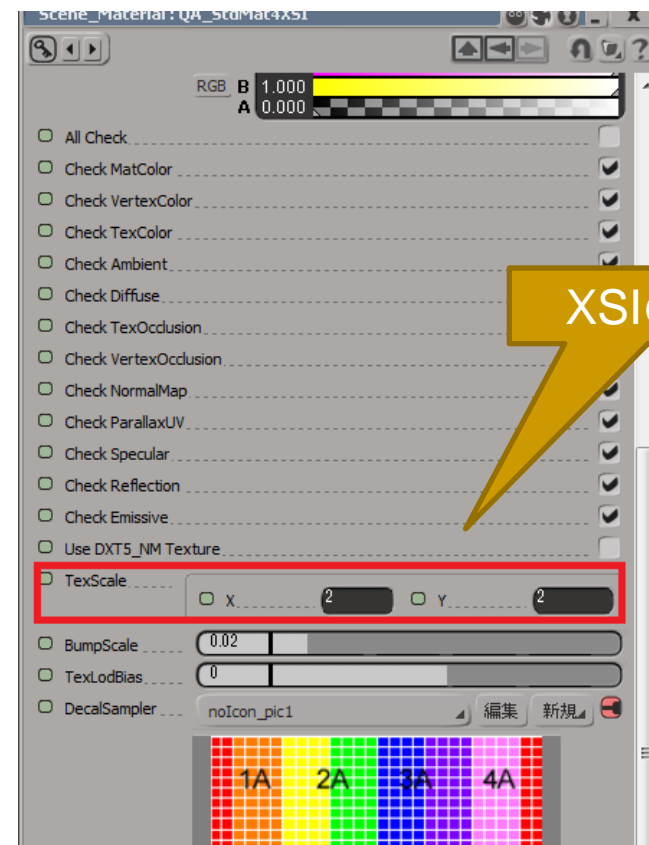 Scene_Material : QA_StdMat4XSI
RGB B 1.000
A 0.000
All Check
Check MatColor
Check VertexColor
Check TexColor
Check Ambient
Check Diffuse
Check TexOcclusion
Check VertexOcclusion
Check NormalMap
Check ParallaxUV
Check Specular
Check Reflection
Check Emissive
Use DXT5_NM Texture
TexScale X 2 Y 2
BumpScale 0.02
TexLodBias 0
DecalSampler noIcon_pic1 編集 新規
1A 2A 3A 4A
XSI